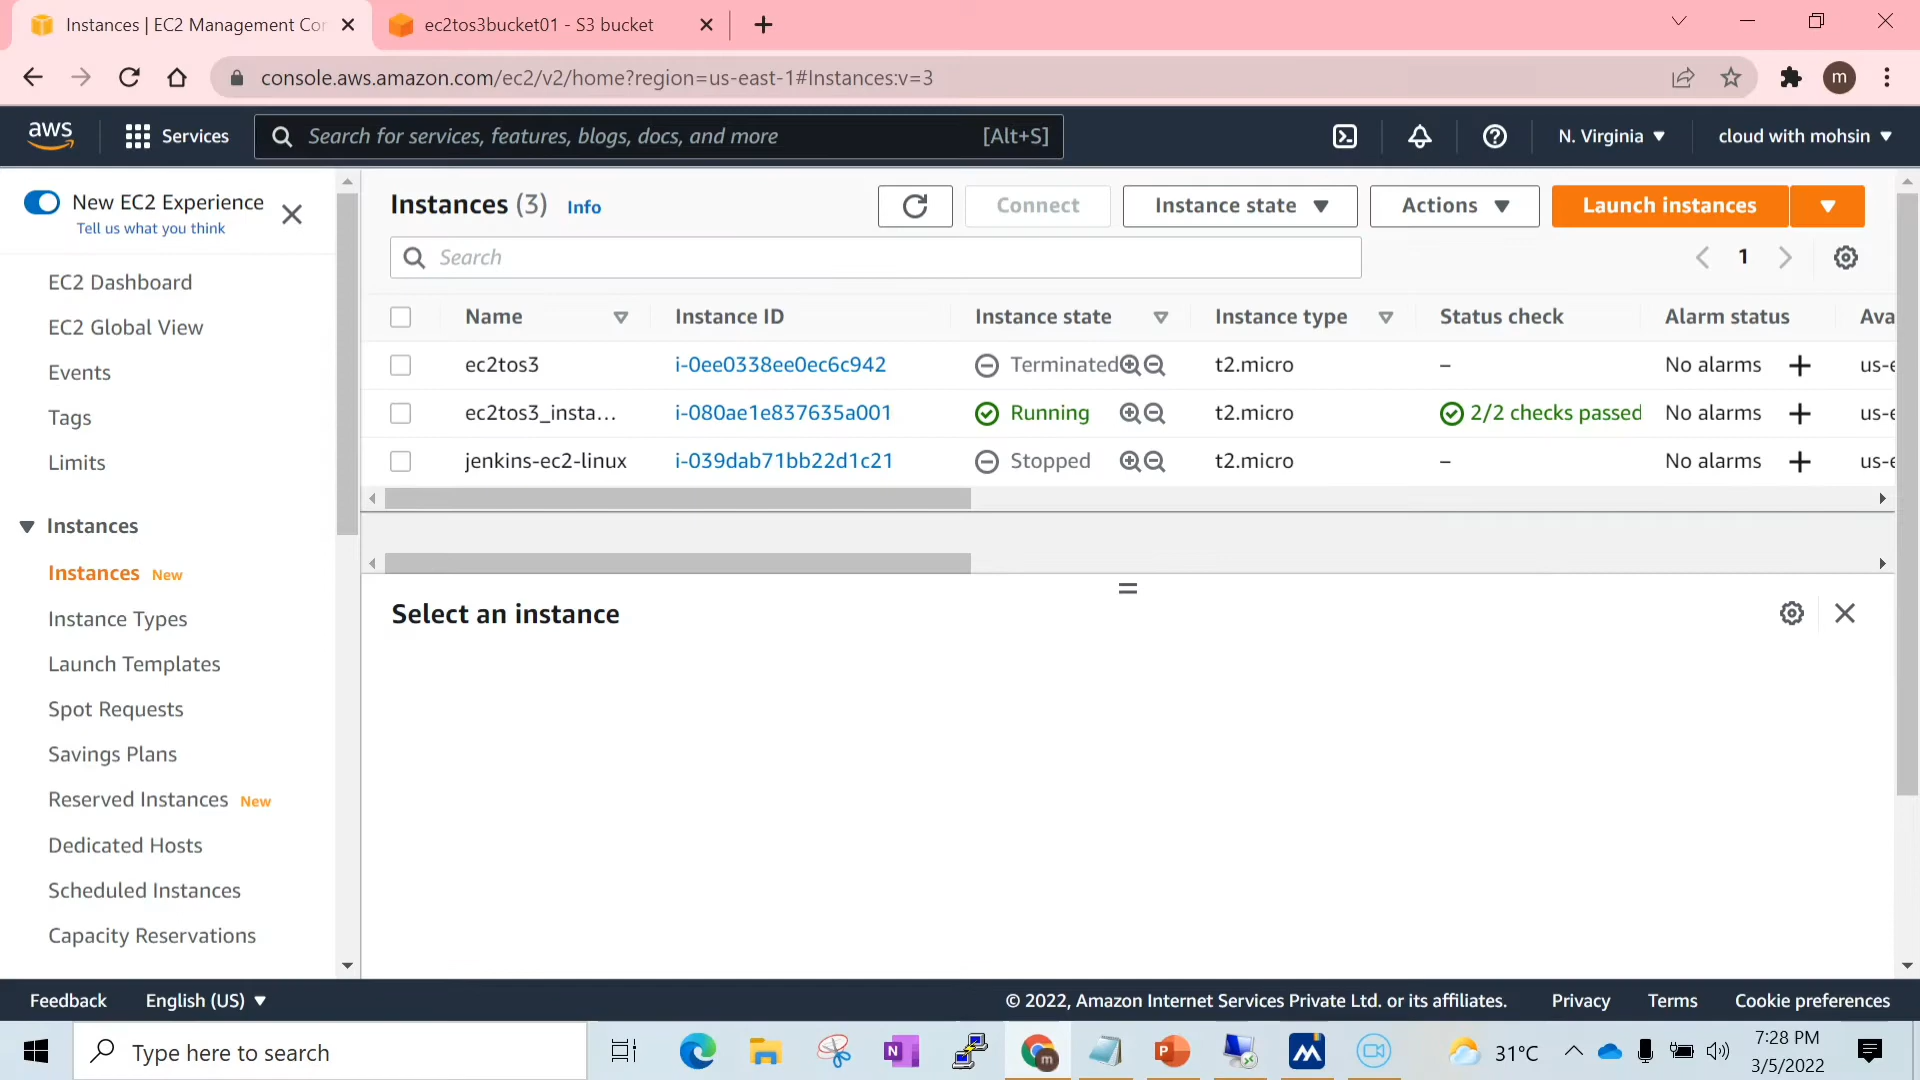 Instances | EC2 Management Cor
ec2tos3bucket01 - S3 bucket
console.aws.amazon.com/ec2/v2/home?region=us-east-1#Instances:v=3
m
aws
Services
Search for services, features, blogs, docs, and more
[Alt+S]
N. Virginia
cloud with mohsin
New EC2 Experience
Tell us what you think
EC2 Dashboard
EC2 Global View
Events
Tags
Limits
Instances
Instances New
Instance Types
Launch Templates
Spot Requests
Savings Plans
Reserved Instances New
Dedicated Hosts
Scheduled Instances
Capacity Reservations
Instances (3) Info
Connect
Instance state
Actions
Launch instances
Search
1
Name Instance ID Instance state Instance type Status check Alarm status Ava
ec2tos3 i-0ee0338ee0ec6c942 Terminated t2.micro – No alarms us-e
ec2tos3_insta... i-080ae1e837635a001 Running t2.micro 2/2 checks passed No alarms us-e
jenkins-ec2-linux i-039dab71bb22d1c21 Stopped t2.micro – No alarms us-e
Select an instance
Feedback English (US)
© 2022, Amazon Internet Services Private Ltd. or its affiliates. Privacy Terms Cookie preferences
Type here to search
N
m
P
31°C
7:28 PM
3/5/2022